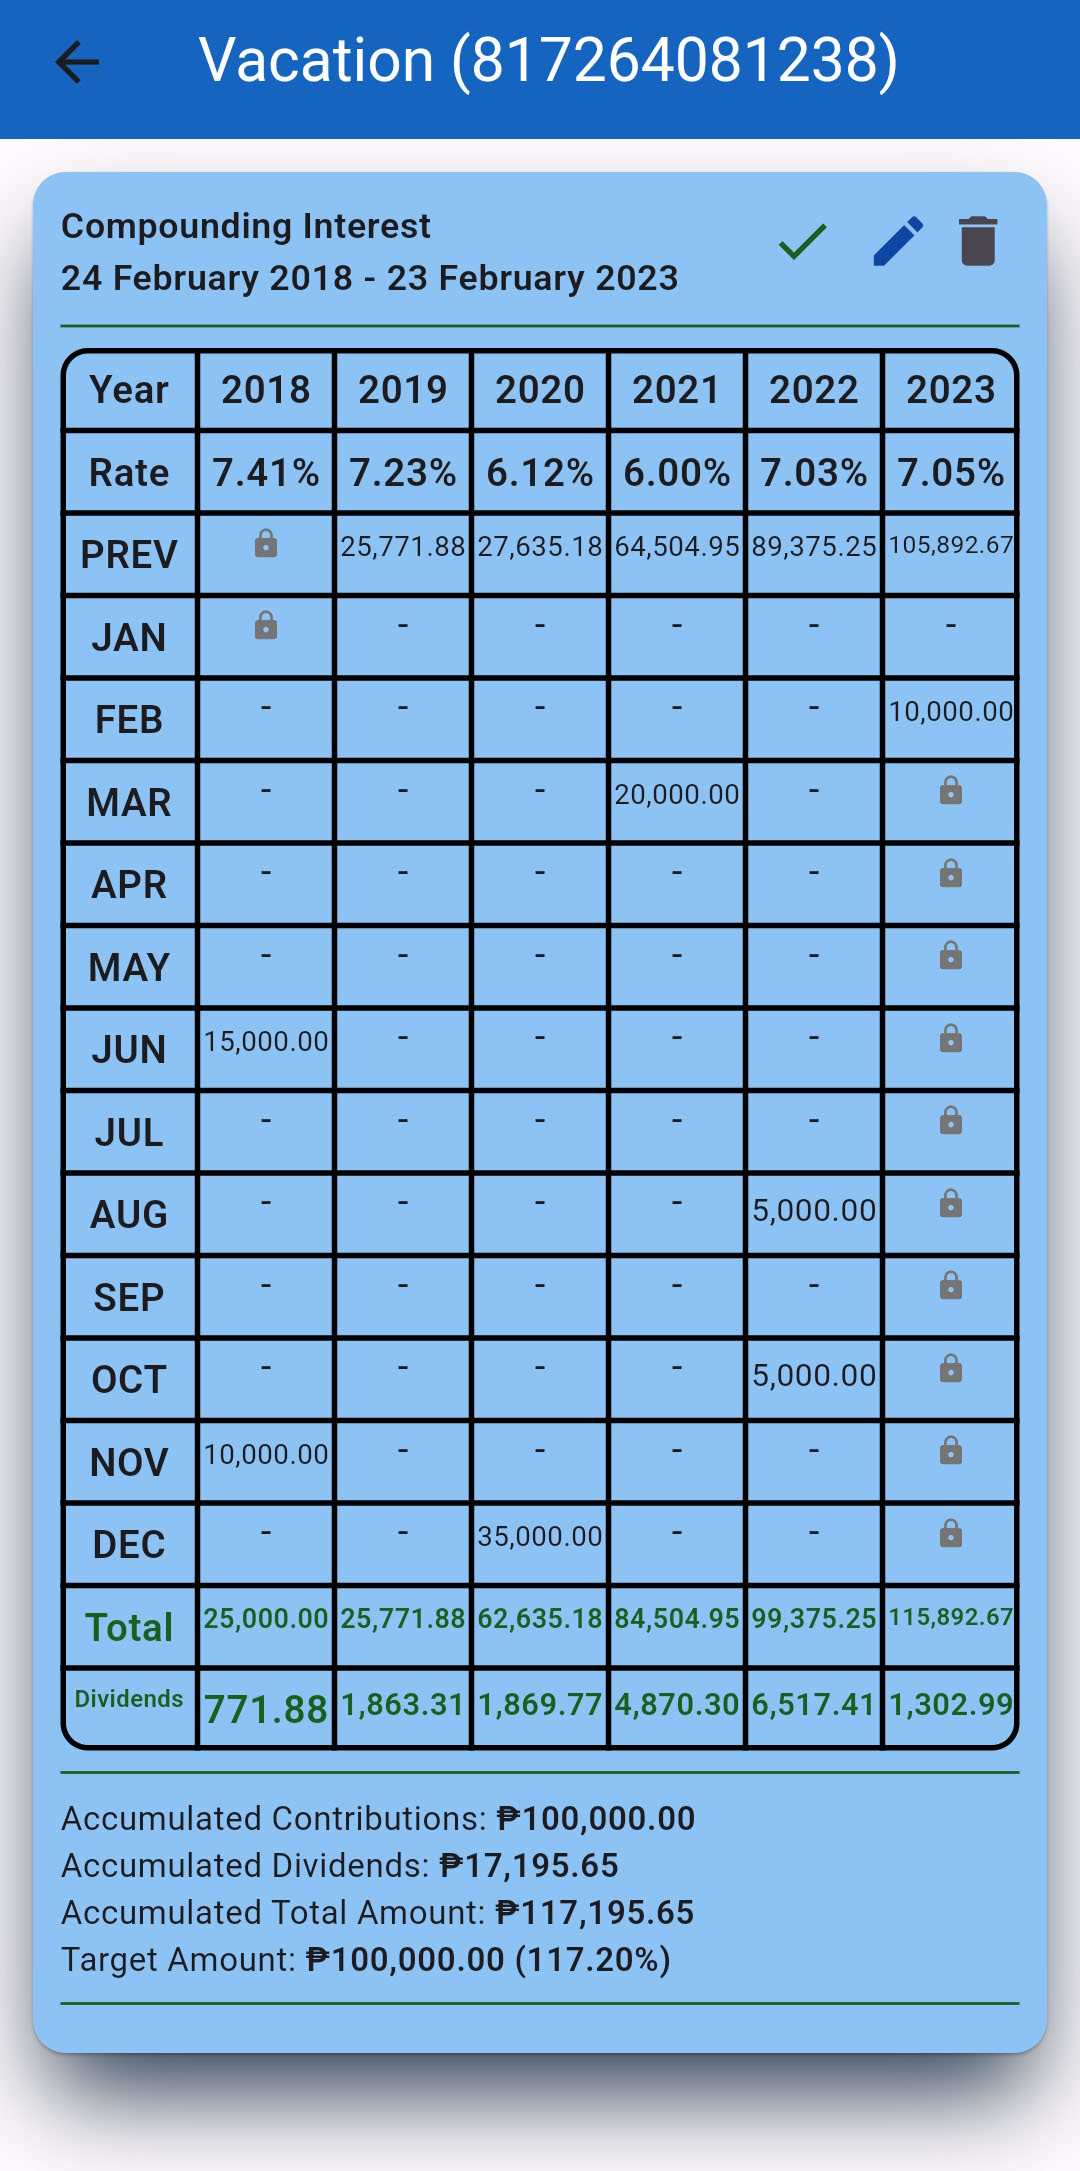 Vacation (817264081238)
Compounding Interest
24 February 2018 - 23 February 2023
Year 2018 2019 2020 2021 2022 2023
Rate 7.41% 7.23% 6.12% 6.00% 7.03% 7.05%
PREV 25,771.88 27,635.18 64,504.95 89,375.25 105,892.67
JAN - - - - -
FEB - - - - - 10,000.00
MAR - - - 20,000.00 -
APR - - - - -
MAY - - - - -
JUN 15,000.00 - - - -
JUL - - - - -
AUG - - - - 5,000.00
SEP - - - - -
OCT - - - - 5,000.00
NOV 10,000.00 - - - -
DEC - - 35,000.00 - -
Total 25,000.00 25,771.88 62,635.18 84,504.95 99,375.25 115,892.67
Dividends 771.88 1,863.31 1,869.77 4,870.30 6,517.41 1,302.99
Accumulated Contributions: ₱100,000.00
Accumulated Dividends: ₱17,195.65
Accumulated Total Amount: ₱117,195.65
Target Amount: ₱100,000.00 (117.20%)